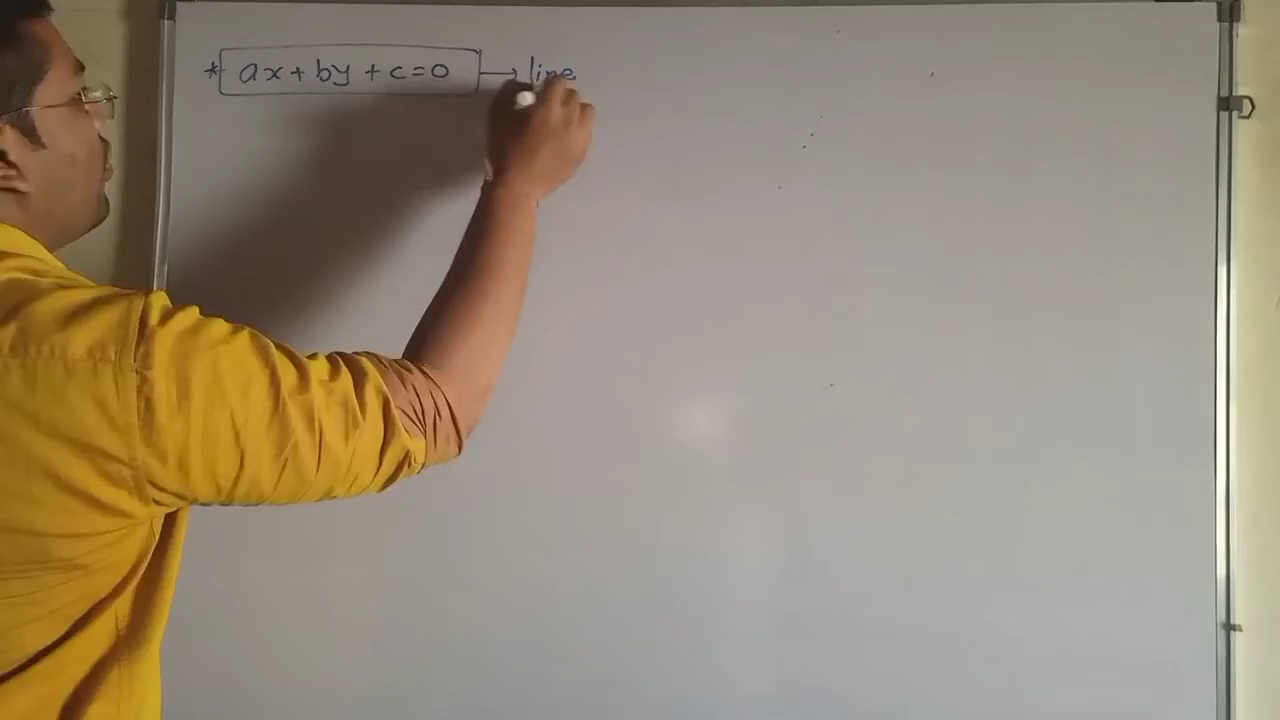 * ax + by + c = 0 → line